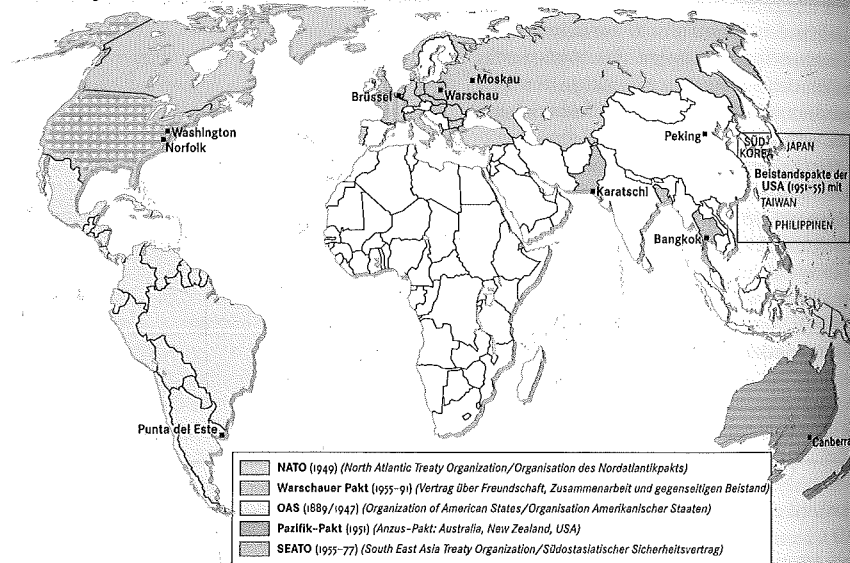 Moskau
Brüssel
Warschau
Washington
Norfolk
Peking
SÜD-
KOREA
JAPAN
Beistandspakte der
USA (1951-55) mit
TAIWAN
Karatschi
PHILIPPINEN
Bangkok
Punta del Este
Canberra
NATO (1949) (North Atlantic Treaty Organization/Organisation des Nordatlantikpakts)
Warschauer Pakt (1955-91) (Vertrag über Freundschaft, Zusammenarbeit und gegenseitigen Beistand)
OAS (1889/1947) (Organization of American States/Organisation Amerikanischer Staaten)
Pazifik-Pakt (1951) (Anzus-Pakt: Australia, New Zealand, USA)
SEATO (1955-77) (South East Asia Treaty Organization/Südostasiatischer Sicherheitsvertrag)